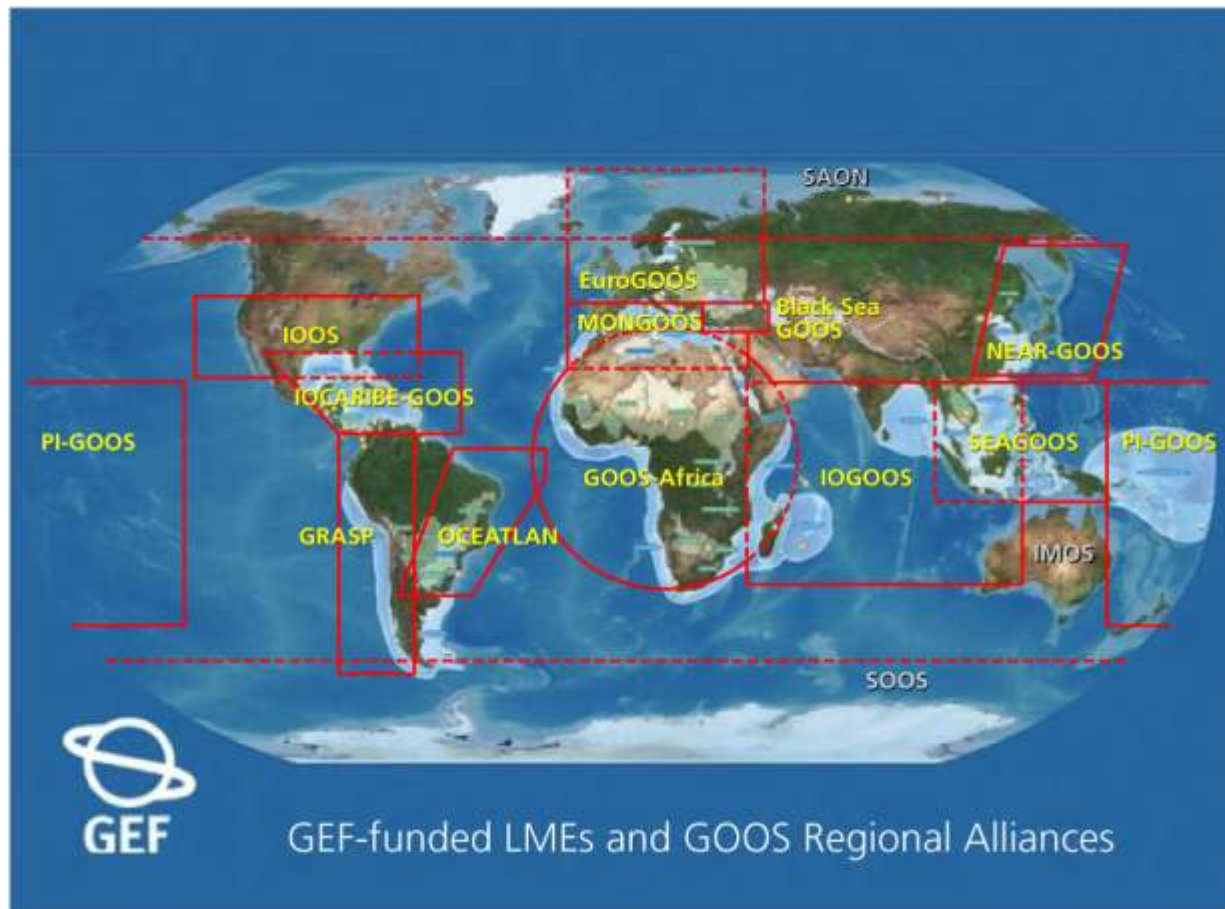 SAON
EuroGOOS
MONGOOS
Black Sea
GOOS
IOOS
NEAR-GOOS
IOCARIBE-GOOS
PI-GOOS
SEAGOOS
PI-GOOS
GOOS-Africa
IOGOOS
GRASP
OCEATLAN
IMOS
SOOS
GEF
GEF-funded LMEs and GOOS Regional Alliances